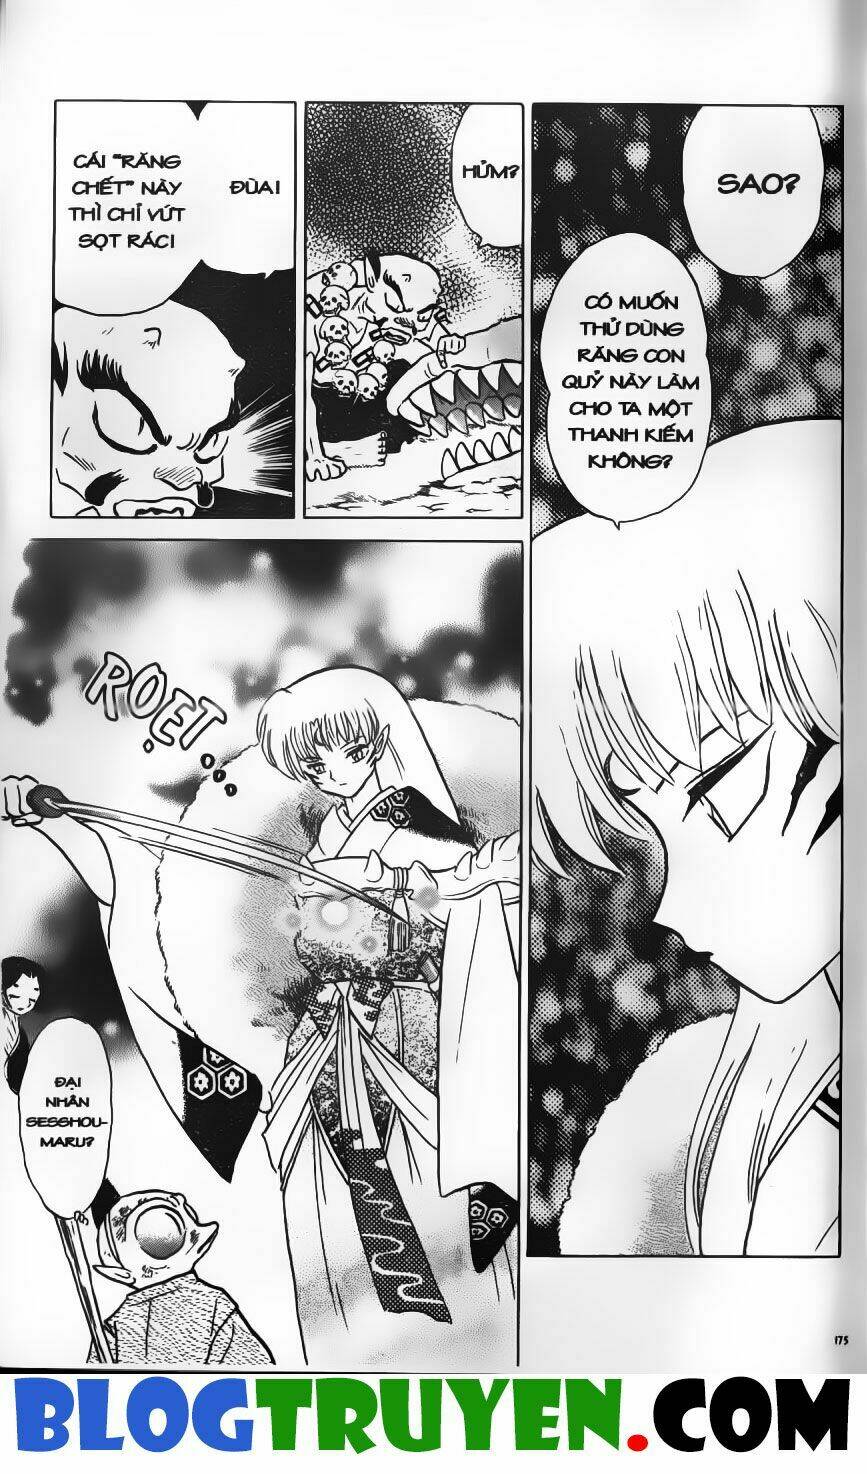 SAO?
CÓ MUỐN
THỬ DÙNG
RĂNG CON
QUỶ NÀY LÀM
CHO TA MỘT
THANH KIẾM
KHÔNG?
HỬM?
ĐÙA!
CÁI "RĂNG
CHẾT" NÀY
THÌ CHỈ VỨT
SỌT RÁC!
RỌẸT...
ĐẠI
NHÂN
SESSHOU-
MARU?
175
BLOGTRUYEN.COM